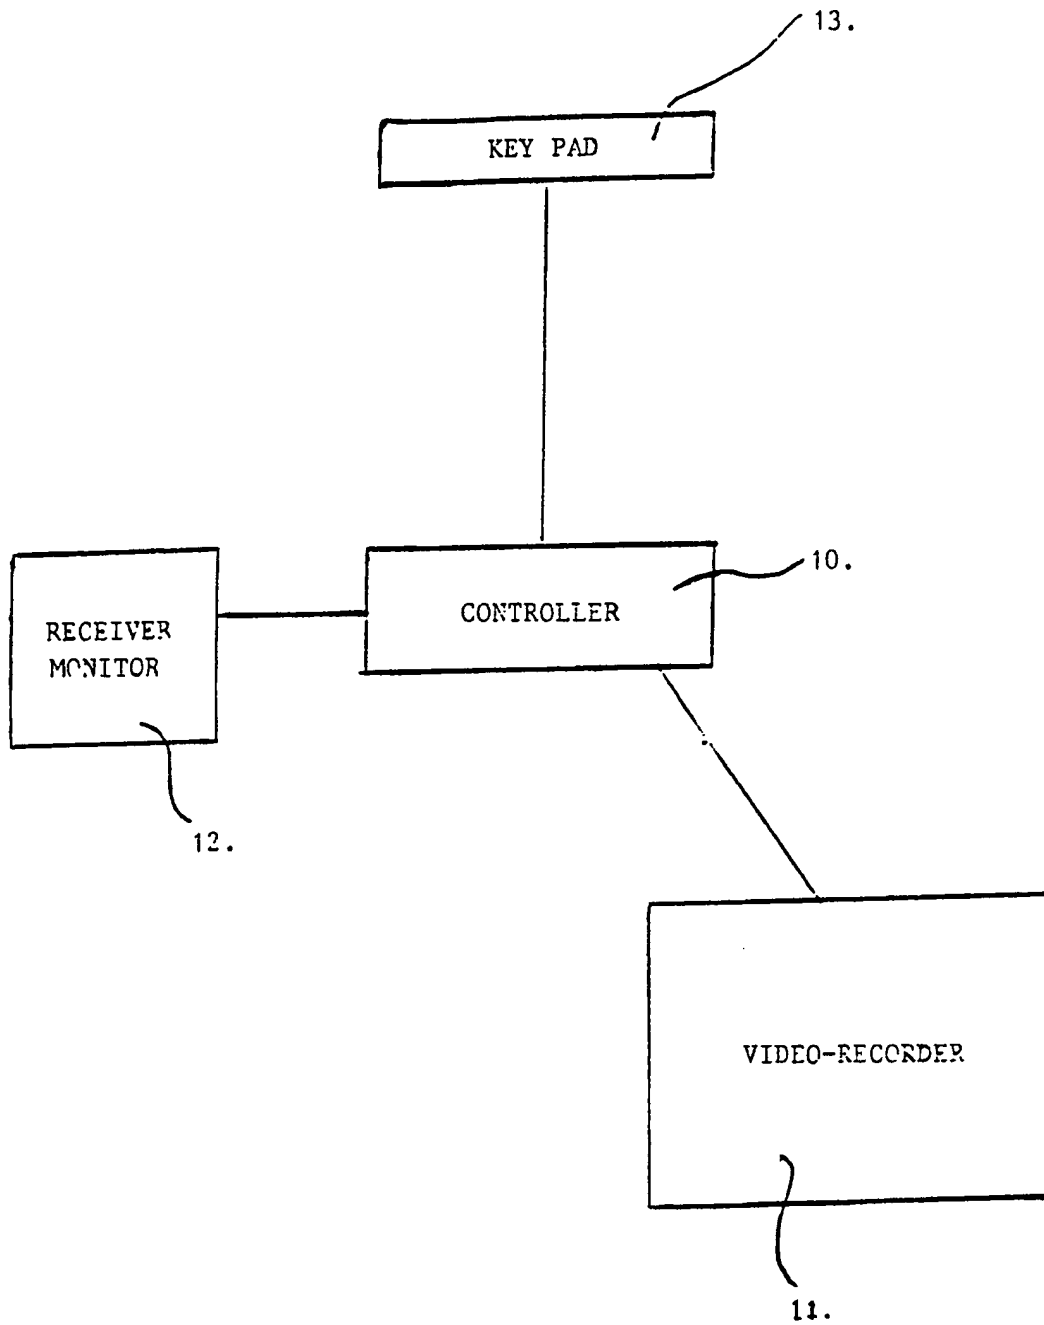 13.
KEY PAD
10.
CONTROLLER
RECEIVER
MONITOR
12.
VIDEO-RECORDER
11.